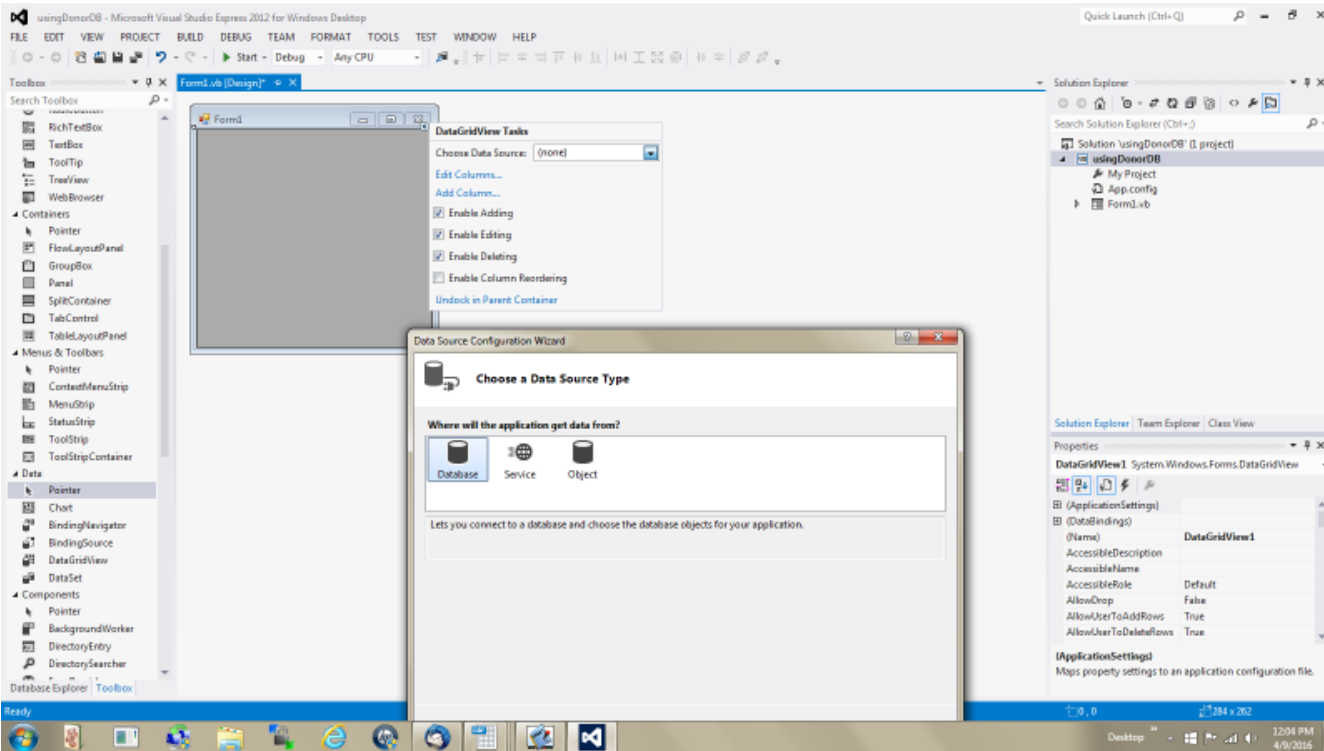 usingDonorDB - Microsoft Visual Studio Express 2012 for Windows Desktop
Quick Launch (Ctrl+Q)
FILE EDIT VIEW PROJECT BUILD DEBUG TEAM FORMAT TOOLS TEST WINDOW HELP
Start - Debug - Any CPU
Toolbox
Search Toolbox
RichTextBox
TextBox
ToolTip
TreeView
WebBrowser
Containers
Pointer
FlowLayoutPanel
GroupBox
Panel
SplitContainer
TabControl
TableLayoutPanel
Menus & Toolbars
Pointer
ContextMenuStrip
MenuStrip
StatusStrip
ToolStrip
ToolStripContainer
Data
Pointer
Chart
BindingNavigator
BindingSource
DataGridView
DataSet
Components
Pointer
BackgroundWorker
DirectoryEntry
DirectorySearcher
Database Explorer Toolbox
Form1.vb [Design]*
Form1
DataGridView Tasks
Choose Data Source: (none)
Edit Columns...
Add Column...
Enable Adding
Enable Editing
Enable Deleting
Enable Column Reordering
Undock in Parent Container
Data Source Configuration Wizard
Choose a Data Source Type
Where will the application get data from?
Database Service Object
Lets you connect to a database and choose the database objects for your application.
Solution Explorer
Search Solution Explorer (Ctrl+;)
Solution 'usingDonorDB' (1 project)
usingDonorDB
My Project
App.config
Form1.vb
Solution Explorer Team Explorer Class View
Properties
DataGridView1 System.Windows.Forms.DataGridView
(ApplicationSettings)
(DataBindings)
(Name) DataGridView1
AccessibleDescription
AccessibleName
AccessibleRole Default
AllowDrop False
AllowUserToAddRows True
AllowUserToDeleteRows True
(ApplicationSettings)
Maps property settings to an application configuration file.
Ready
0 , 0
284 x 262
Desktop
12:04 PM
4/9/2016